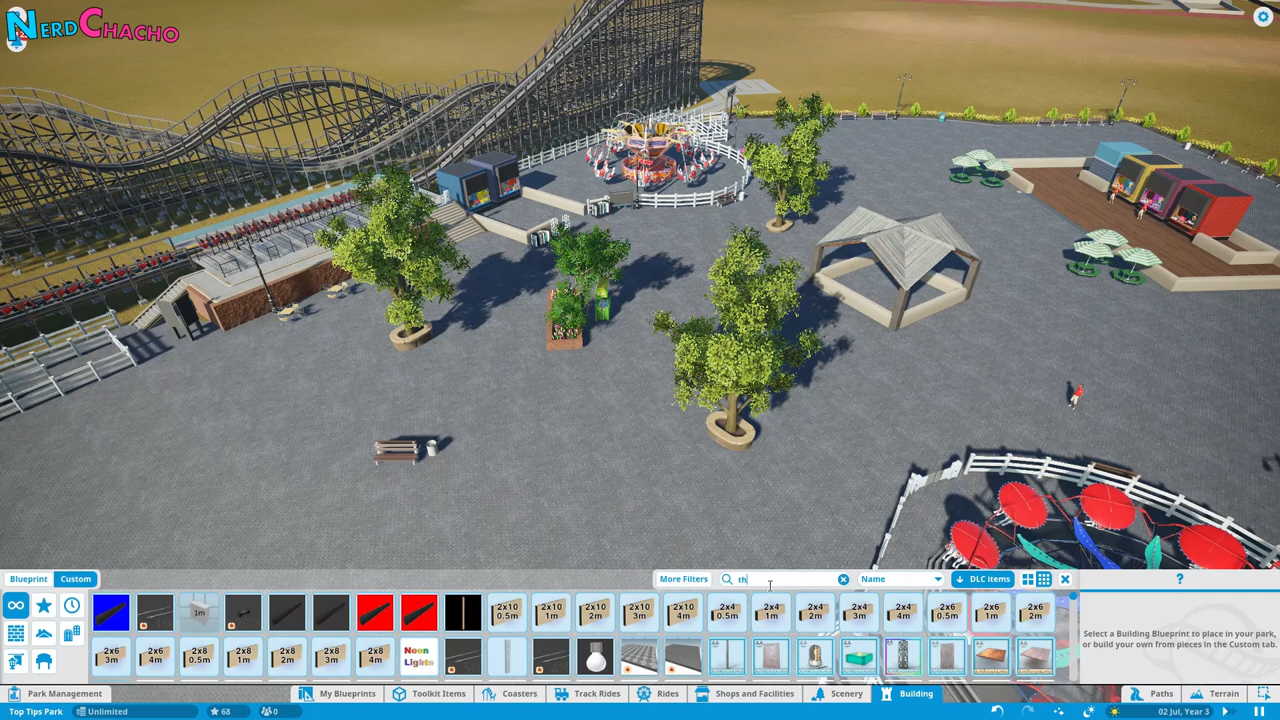 NERDCHACHO
Blueprint Custom More Filters th Name DLC items ?
1m 2x10 0.5m 2x10 1m 2x10 2m 2x10 3m 2x10 4m 2x4 0.5m 2x4 1m 2x4 2m 2x4 3m 2x4 4m 2x6 0.5m 2x6 1m 2x6 2m
2x6 3m 2x6 4m 2x8 0.5m 2x8 1m 2x8 2m 2x8 3m 2x8 4m Neon Lights
Select a Building Blueprint to place in your park,
or build your own from pieces in the Custom tab.
Park Management My Blueprints Toolkit Items Coasters Track Rides Rides Shops and Facilities Scenery Building Paths Terrain
Top Tips Park Unlimited 68 0 02 Jul, Year 3